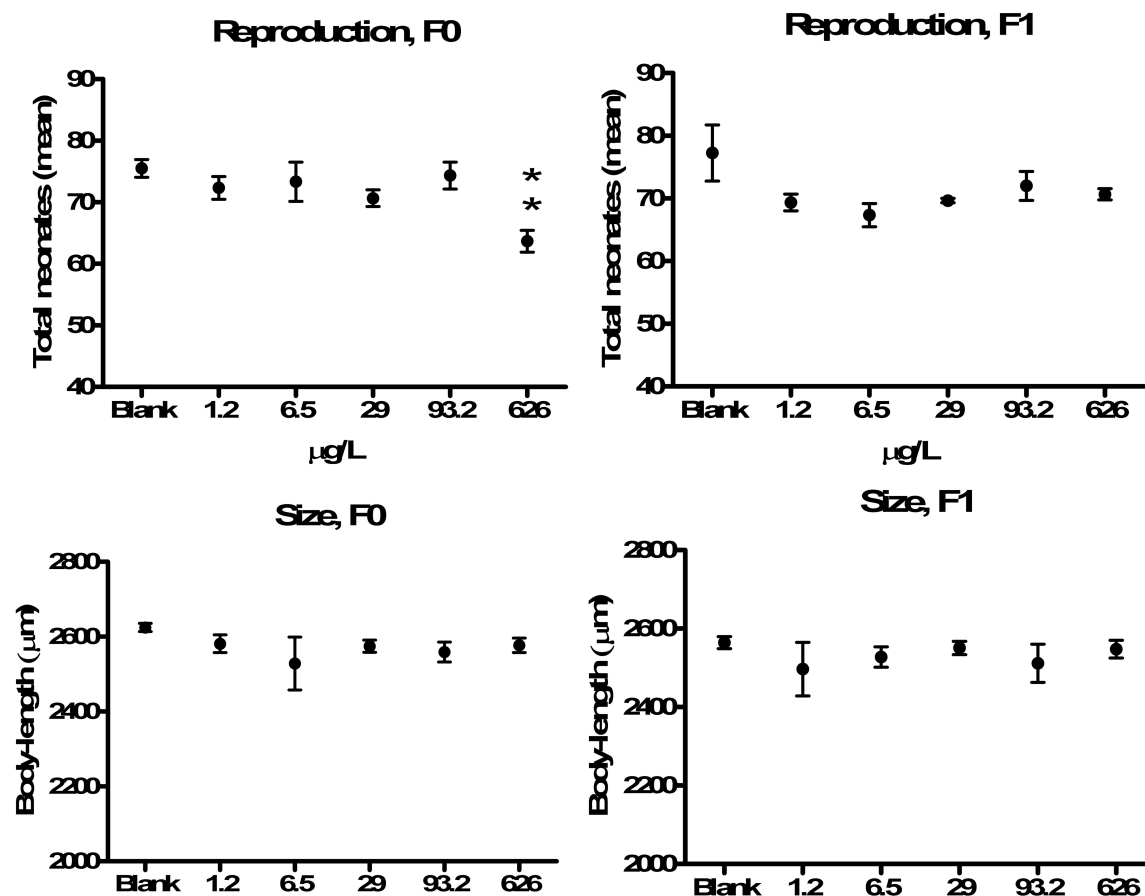 Reproduction, F0
Total neonates (mean)
90
80
70
60
50
40
*
*
Blank 1.2 6.5 29 93.2 626
µg/L
Reproduction, F1
Total neonates (mean)
90
80
70
60
50
40
Blank 1.2 6.5 29 93.2 626
µg/L
Size, F0
Body-length (µm)
2800
2600
2400
2200
2000
Blank 1.2 6.5 29 93.2 626
Size, F1
Body-length (µm)
2800
2600
2400
2200
2000
Blank 1.2 6.5 29 93.2 626